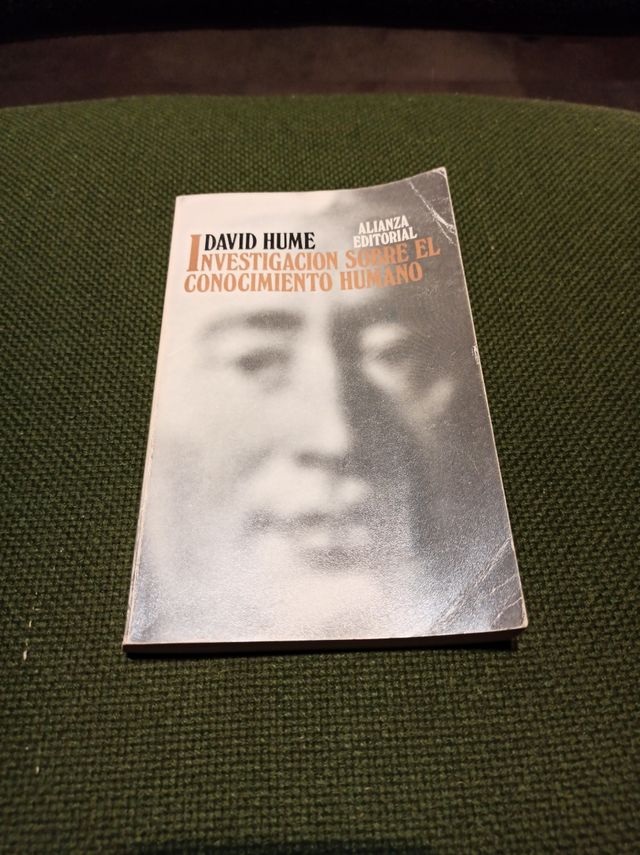 DAVID HUME
ALIANZA
EDITORIAL
INVESTIGACION SOBRE EL
CONOCIMIENTO HUMANO